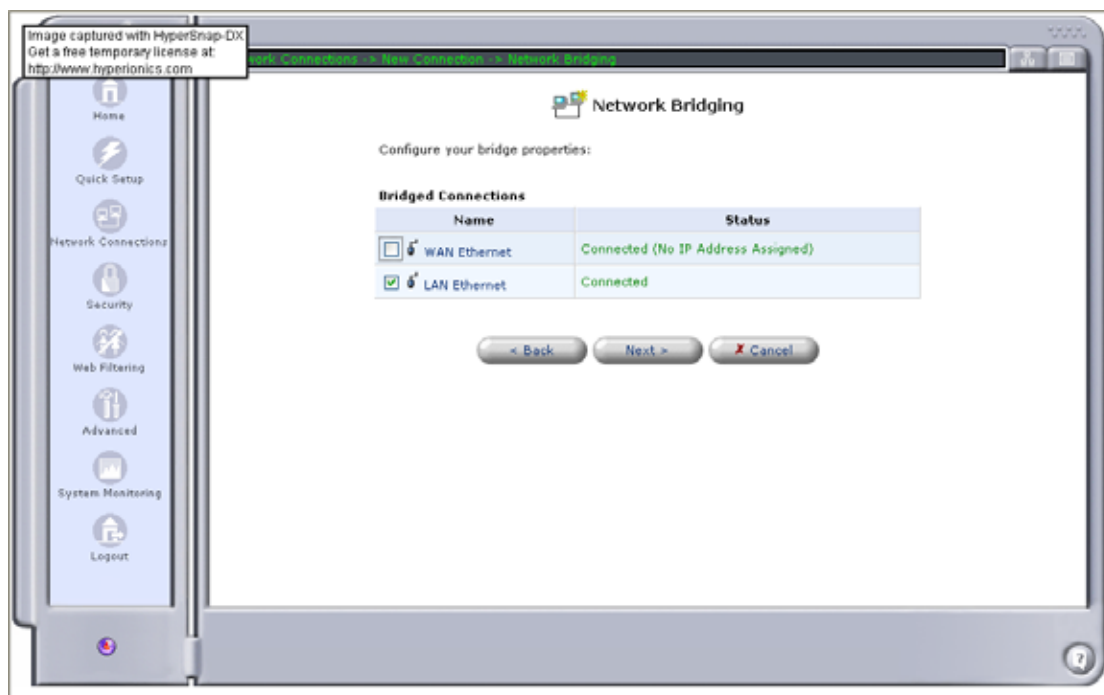 Image captured with HyperSnap-DX
Get a free temporary license at:
http://www.hyperionics.com
work Connections -> New Connection -> Network Bridging
Home
Quick Setup
Network Connections
Security
Web Filtering
Advanced
System Monitoring
Logout
Network Bridging
Configure your bridge properties:
Bridged Connections
Name Status
WAN Ethernet Connected (No IP Address Assigned)
LAN Ethernet Connected
< Back Next > ✗ Cancel
?